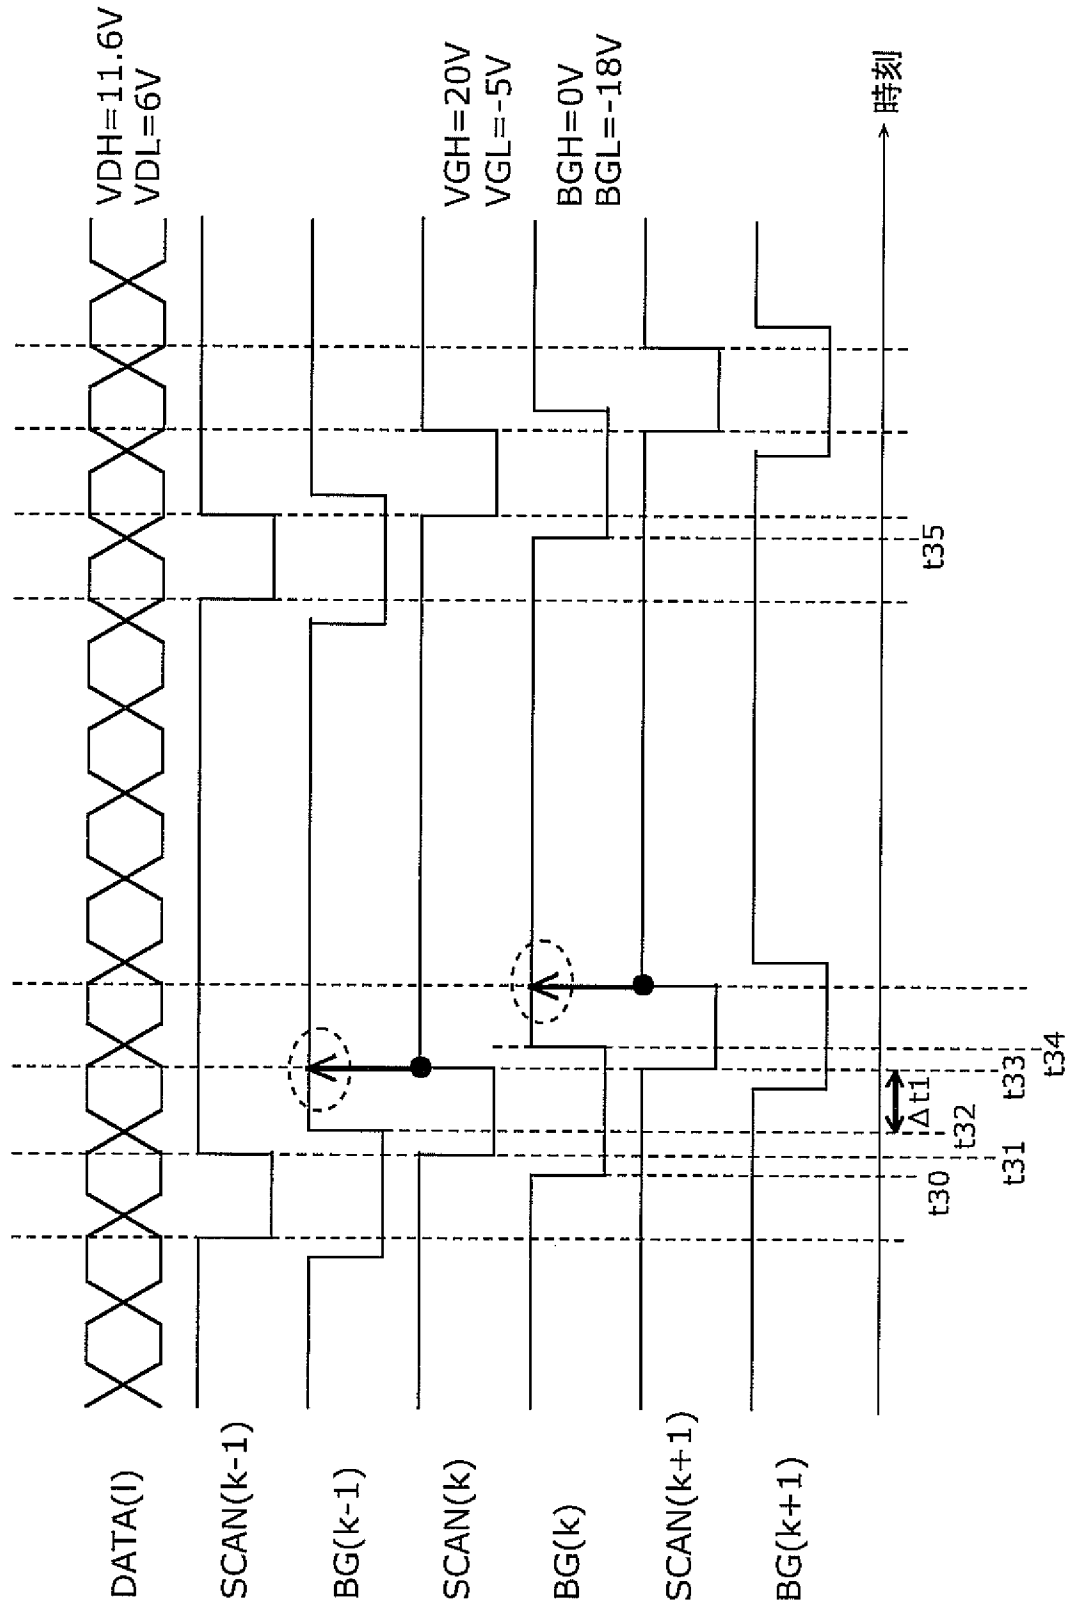 DATA(l)
SCAN(k-1)
BG(k-1)
SCAN(k)
BG(k)
SCAN(k+1)
BG(k+1)
VDH=11.6V
VDL=6V
VGH=20V
VGL=-5V
BGH=0V
BGL=-18V
時刻
t30
t31
t32
Δt1
t33
t34
t35